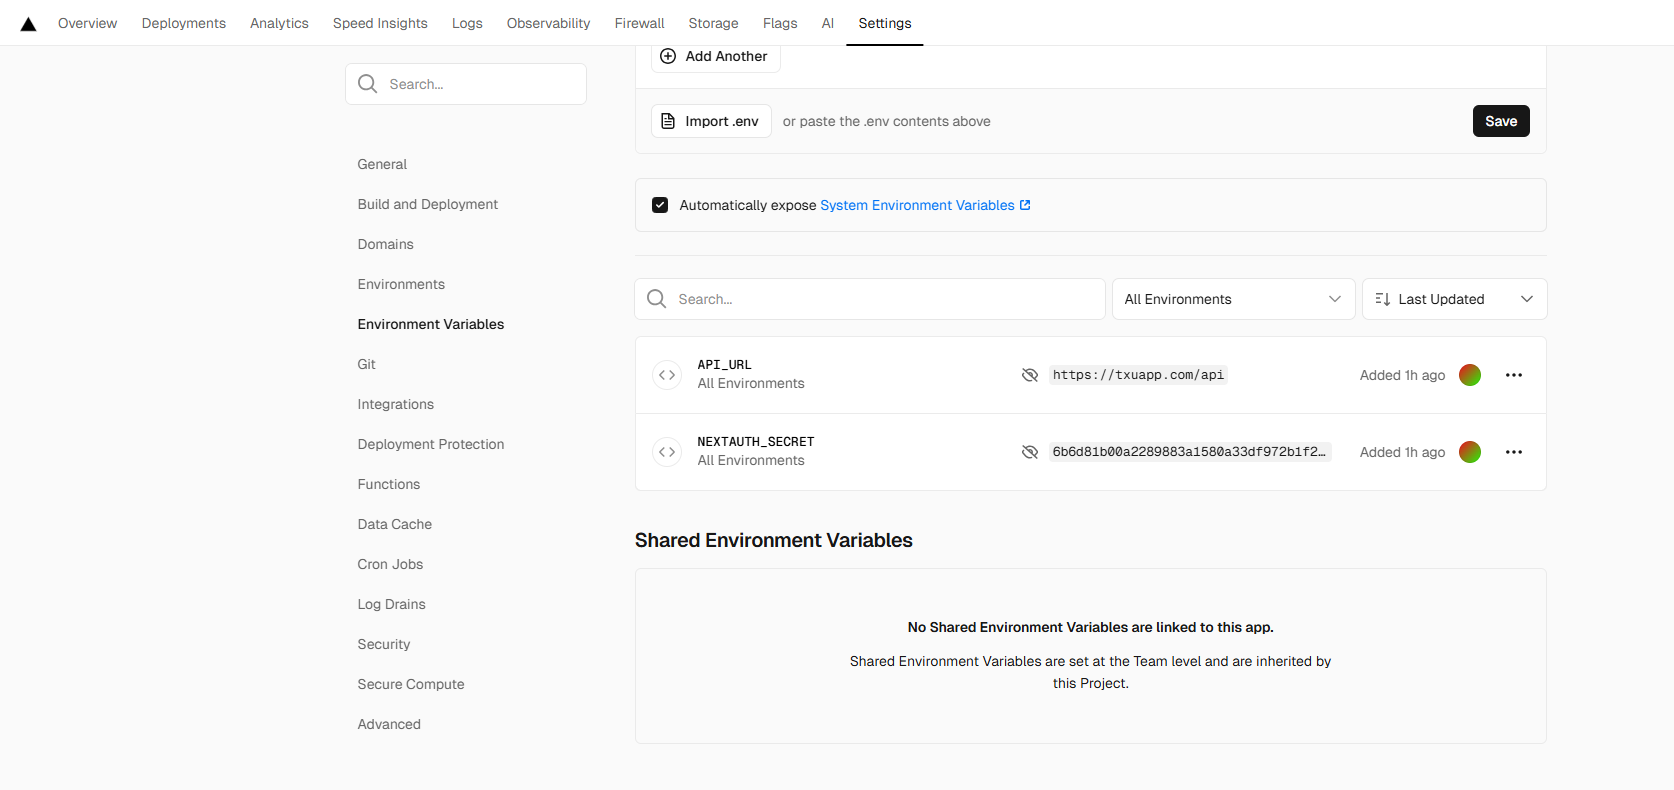 Overview Deployments Analytics Speed Insights Logs Observability Firewall Storage Flags AI Settings
Search...
General
Build and Deployment
Domains
Environments
Environment Variables
Git
Integrations
Deployment Protection
Functions
Data Cache
Cron Jobs
Log Drains
Security
Secure Compute
Advanced
Add Another
Import .env or paste the .env contents above Save
Automatically expose System Environment Variables
Search... All Environments Last Updated
API_URL
All Environments
https://txuapp.com/api Added 1h ago
NEXTAUTH_SECRET
All Environments
6b6d81b00a2289883a1580a33df972b1f2… Added 1h ago
Shared Environment Variables
No Shared Environment Variables are linked to this app.
Shared Environment Variables are set at the Team level and are inherited by
this Project.